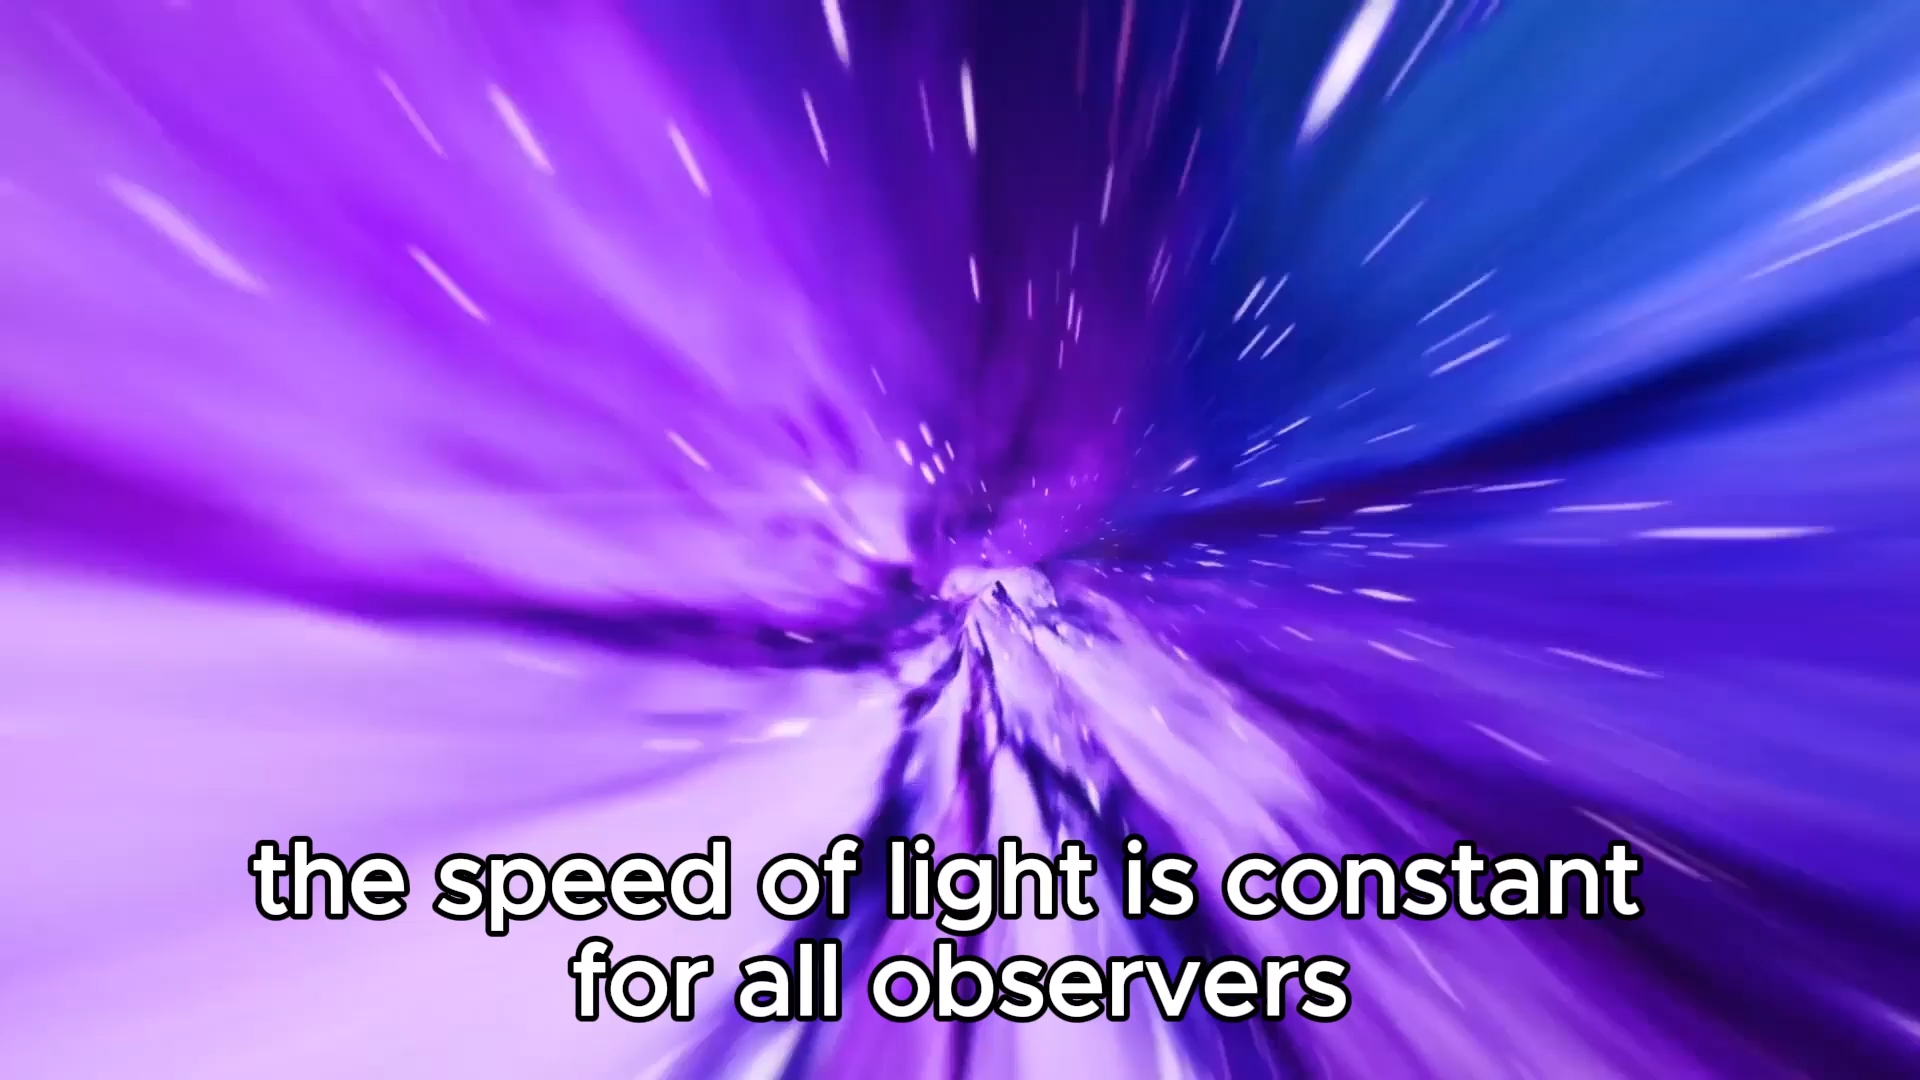 the speed of light is constant
for all observers